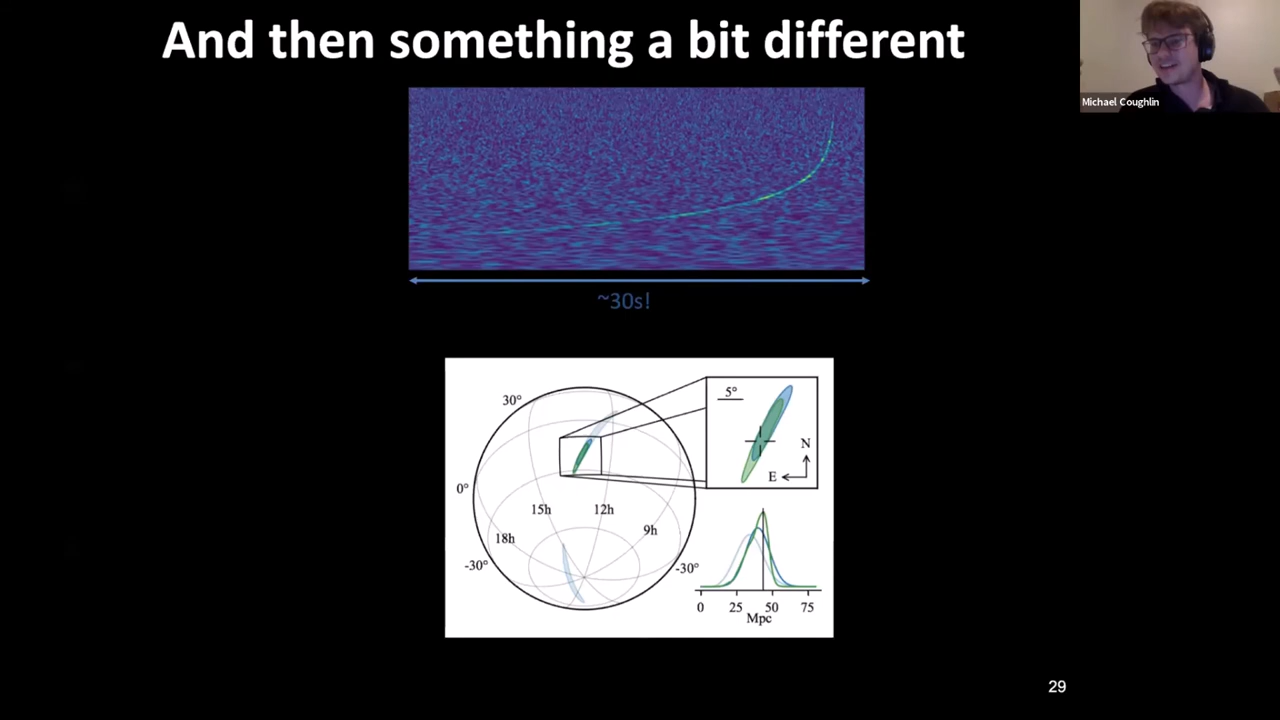 And then something a bit different
Michael Coughlin
~30s!
30°
0°
-30°
18h
15h
12h
9h
-30°
5°
N
E
0 25 50 75
Mpc
29